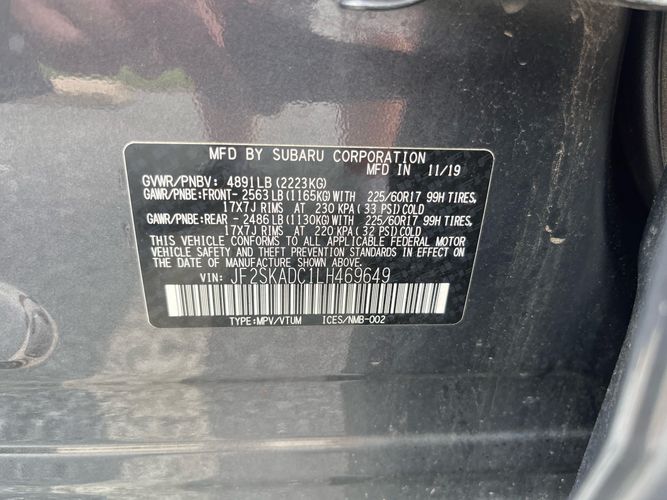 MFD BY SUBARU CORPORATION
MFD IN 11/19
GVWR/PNBV: 4891LB (2223KG)
GAWR/PNBE:FRONT- 2563LB (1165KG)WITH 225/60R17 99H TIRES,
17X7J RIMS AT 230 KPA (33 PSI)COLD
GAWR/PNBE:REAR - 2486LB (1130KG)WITH 225/60R17 99H TIRES,
17X7J RIMS AT 220 KPA (32 PSI)COLD
THIS VEHICLE CONFORMS TO ALL APPLICABLE FEDERAL MOTOR
VEHICLE SAFETY AND THEFT PREVENTION STANDARDS IN EFFECT ON
THE DATE OF MANUFACTURE SHOWN ABOVE.
VIN: JF2SKADC1LH469649
TYPE:MPV/VTUM ICES/NMB-002